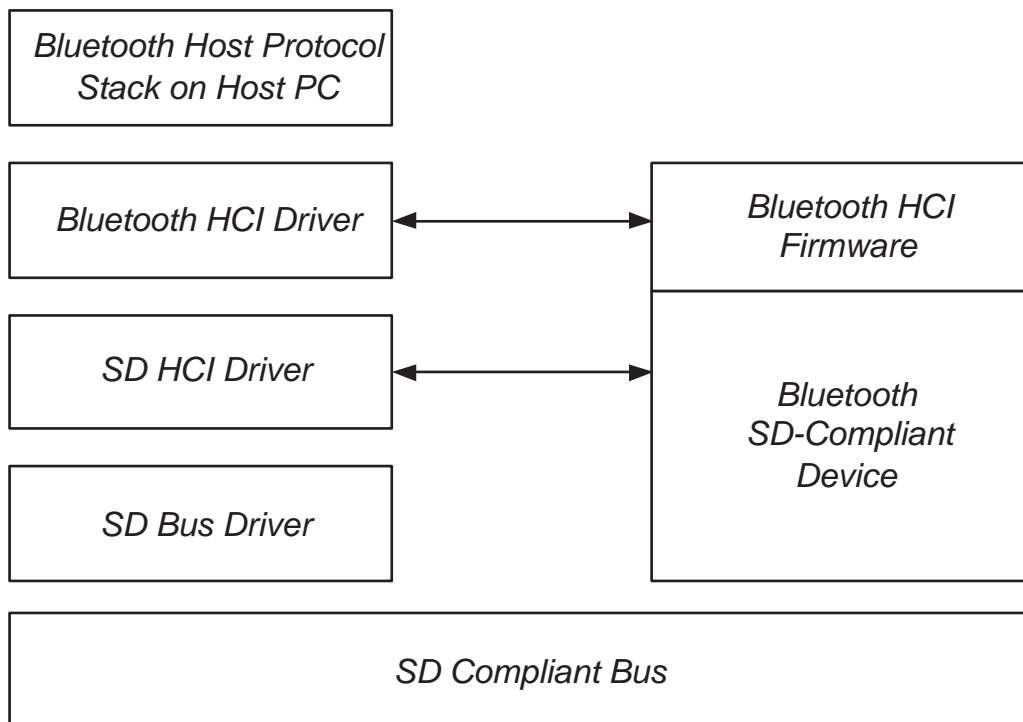 Bluetooth Host Protocol
Stack on Host PC
Bluetooth HCI Driver
Bluetooth HCI
Firmware
SD HCI Driver
Bluetooth
SD-Compliant
Device
SD Bus Driver
SD Compliant Bus